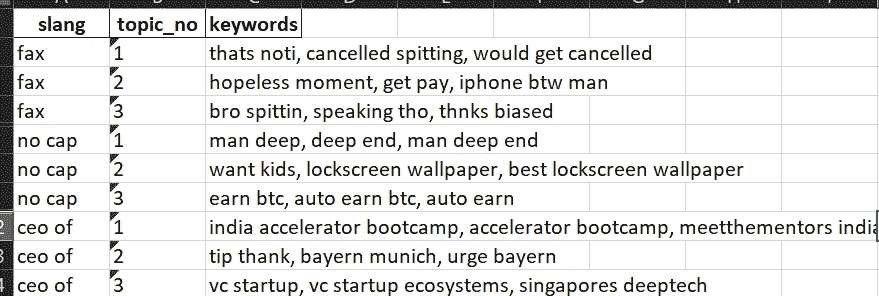 slang topic_no keywords
fax 1 thats noti, cancelled spitting, would get cancelled
fax 2 hopeless moment, get pay, iphone btw man
fax 3 bro spittin, speaking tho, thnks biased
no cap 1 man deep, deep end, man deep end
no cap 2 want kids, lockscreen wallpaper, best lockscreen wallpaper
no cap 3 earn btc, auto earn btc, auto earn
ceo of 1 india accelerator bootcamp, accelerator bootcamp, meetthementors india
ceo of 2 tip thank, bayern munich, urge bayern
ceo of 3 vc startup, vc startup ecosystems, singapores deeptech